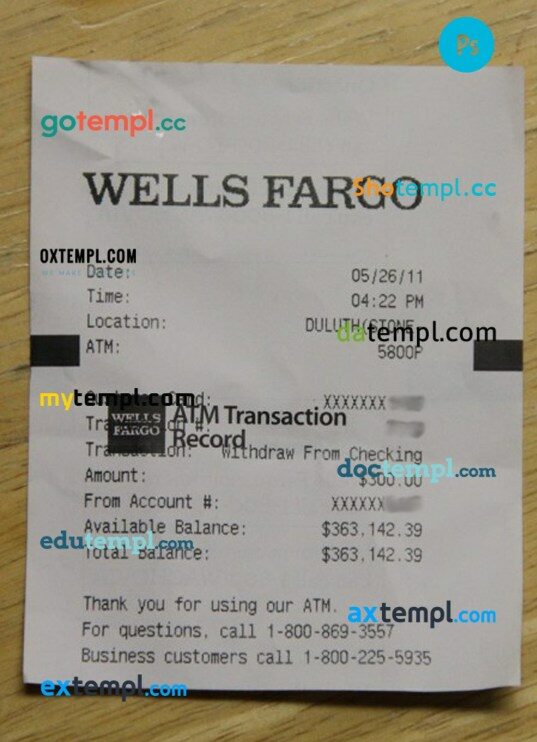 Ps
gotempl.cc
WELLS FARGO
Shotempl.cc
OXTEMPL.COM
Date: 05/26/11
Time: 04:22 PM
Location: DULUTH/STONE
datempl.com
ATM: 5800P
mytempl.com
XXXXXXX
WELLS FARGO
ATM Transaction
Record
Transaction: Withdraw From Checking
doctempl.com
Amount: $300.00
From Account #: XXXXXX
Available Balance: $363,142.39
edutempl.com
Total Balance: $363,142.39
Thank you for using our ATM.
axtempl.com
For questions, call 1-800-869-3557
Business customers call 1-800-225-5935
extempl.com